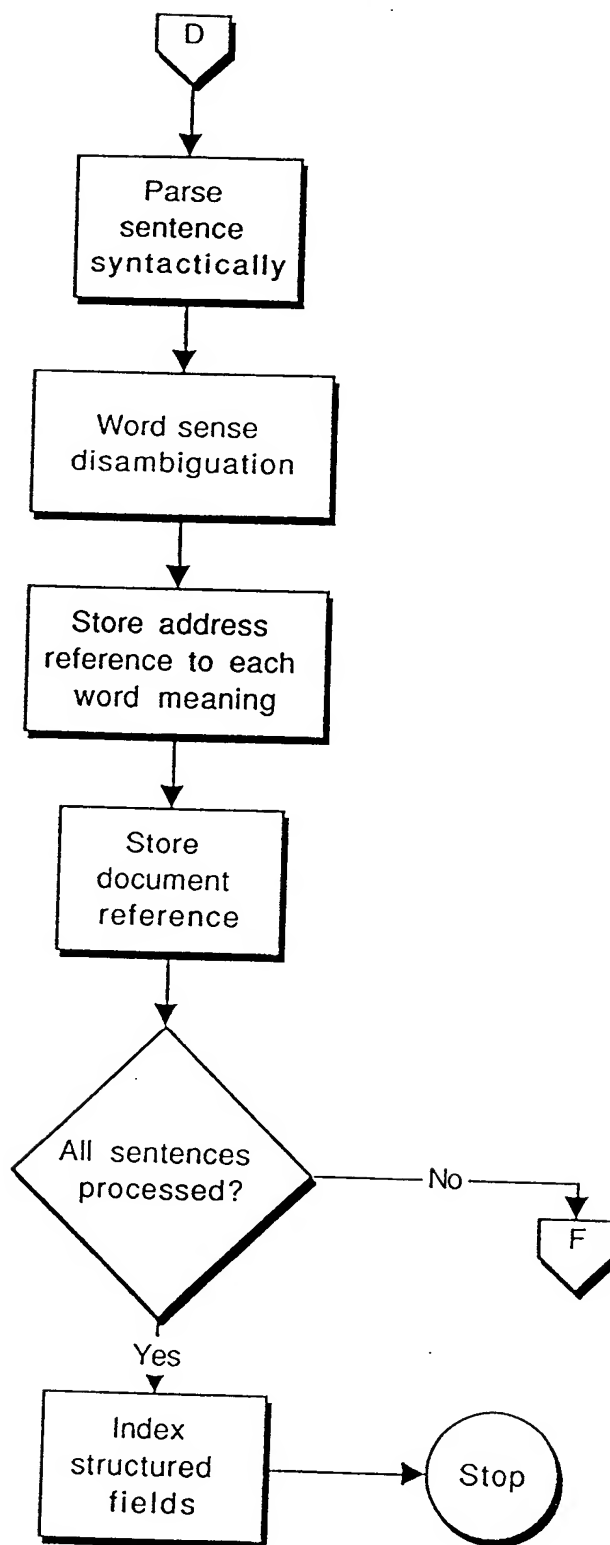 D
Parse
sentence
syntactically
Word sense
disambiguation
Store address
reference to each
word meaning
Store
document
reference
All sentences
processed?
No
F
Yes
Index
structured
fields
Stop